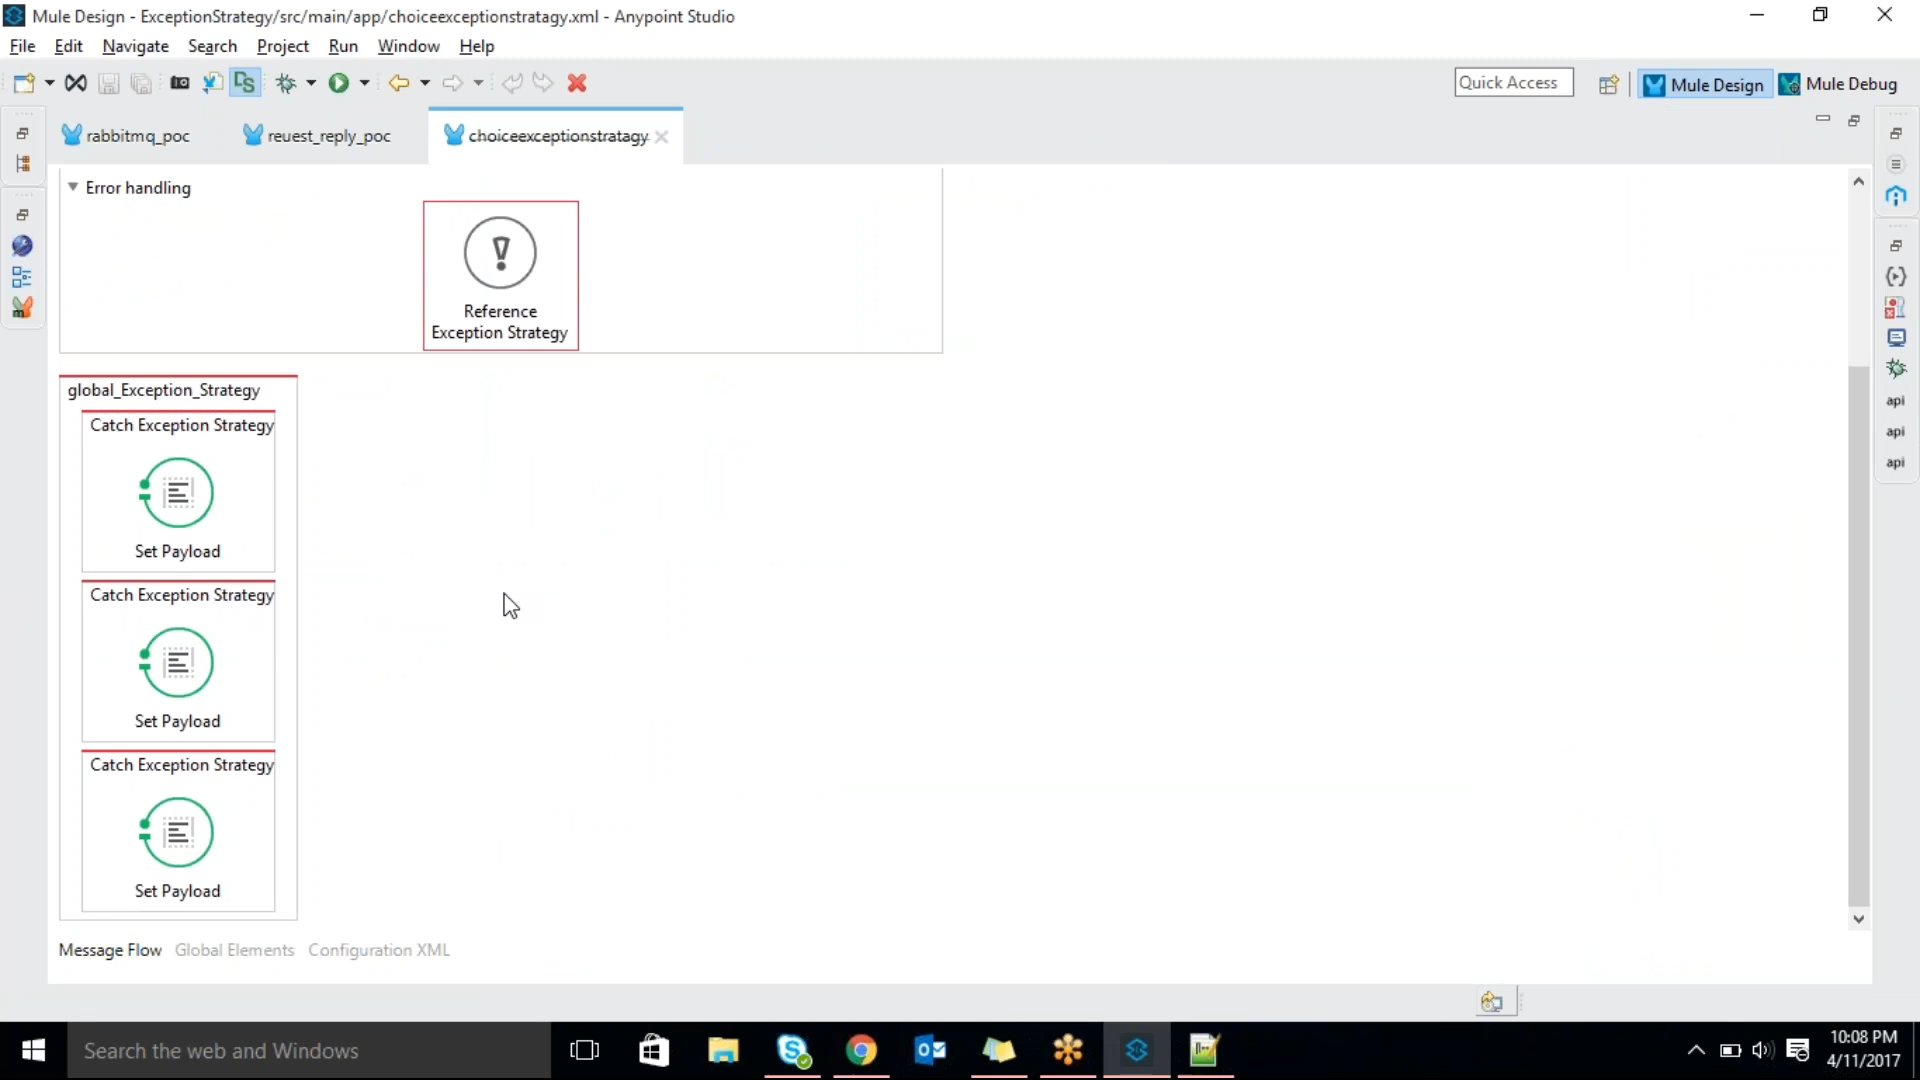 Mule Design - ExceptionStrategy/src/main/app/choiceexceptionstratagy.xml - Anypoint Studio
File Edit Navigate Search Project Run Window Help
Quick Access
Mule Design
Mule Debug
rabbitmq_poc
reuest_reply_poc
choiceexceptionstratagy
Error handling
Reference
Exception Strategy
global_Exception_Strategy
Catch Exception Strategy
Set Payload
Catch Exception Strategy
Set Payload
Catch Exception Strategy
Set Payload
api
api
api
Message Flow Global Elements Configuration XML
Search the web and Windows
10:08 PM
4/11/2017